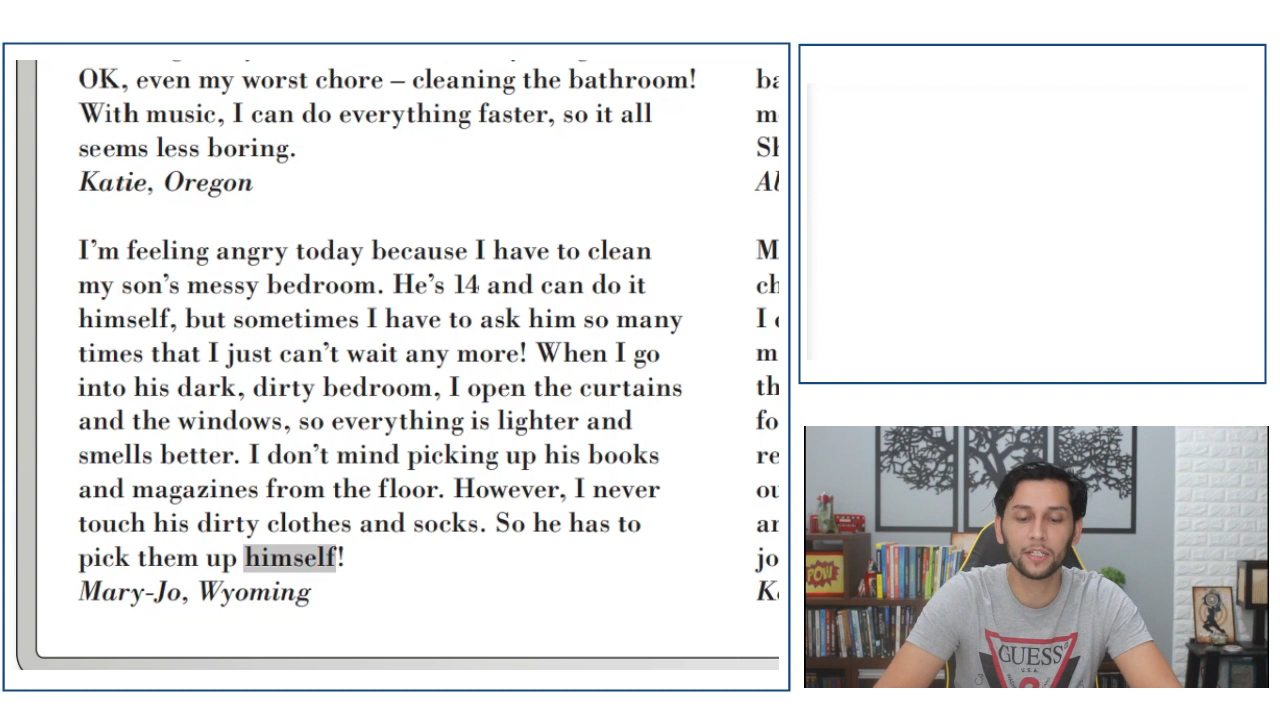 OK, even my worst chore – cleaning the bathroom!
With music, I can do everything faster, so it all
seems less boring.
Katie, Oregon
I'm feeling angry today because I have to clean
my son's messy bedroom. He's 14 and can do it
himself, but sometimes I have to ask him so many
times that I just can't wait any more! When I go
into his dark, dirty bedroom, I open the curtains
and the windows, so everything is lighter and
smells better. I don't mind picking up his books
and magazines from the floor. However, I never
touch his dirty clothes and socks. So he has to
pick them up himself!
Mary-Jo, Wyoming
POW
GUESS
U.S.A.